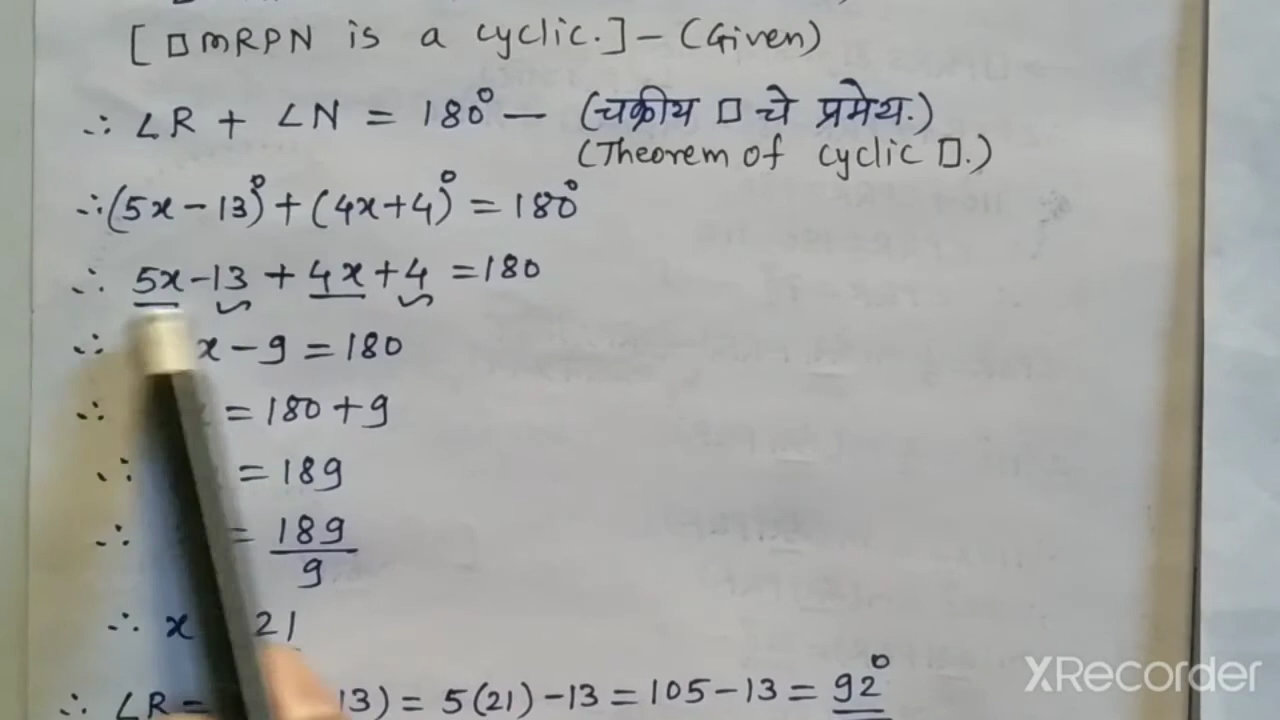 [□MRPN is a cyclic.] – (Given)
∴ ∠R + ∠N = 180° – (चक्रीय □ चे प्रमेय.)
(Theorem of cyclic □.)
∴ (5x – 13)° + (4x + 4)° = 180°
∴ 5x – 13 + 4x + 4 = 180
∴ x – 9 = 180
∴ = 180 + 9
∴ = 189
∴ = 189/9
∴ x 21
∴ ∠R = 13) = 5(21) – 13 = 105 – 13 = 92°
XRecorder